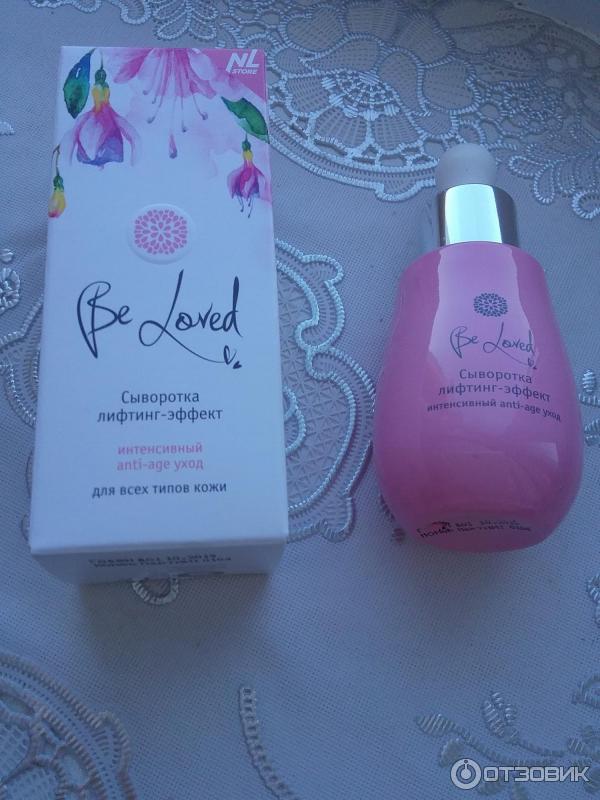 NL
STORE
Be Loved
Сыворотка
лифтинг-эффект
интенсивный
anti-age уход
для всех типов кожи
Be Loved
Сыворотка
лифтинг-эффект
интенсивный anti-age уход
ОТЗОВИК